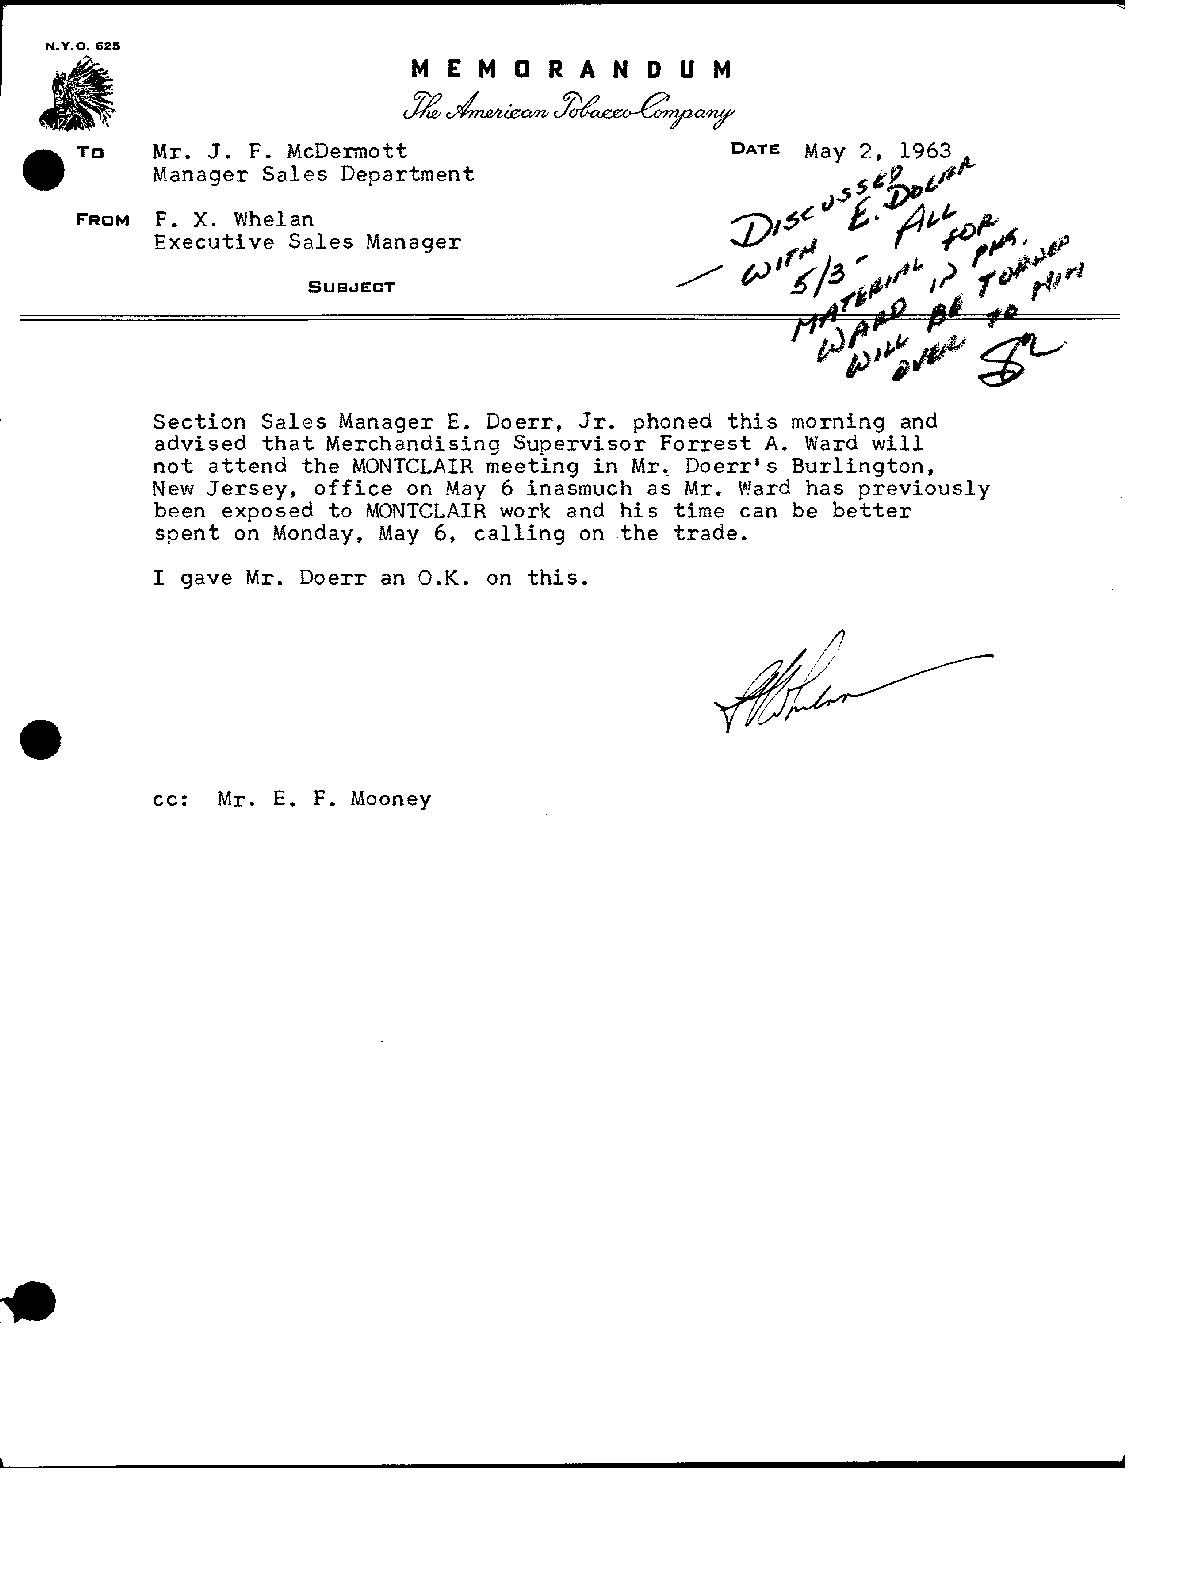 N.Y.O. 625
MEMORANDUM
The American Tobacco Company
TO Mr. J. F. McDermott
Manager Sales Department
DATE May 2, 1963
FROM F. X. Whelan
Executive Sales Manager
SUBJECT
DISCUSSED
WITH E. DOERR
5/3 - ALL
MATERIAL FOR
WARD IN PHS.
WILL BE TURNED
OVER TO HIM
Section Sales Manager E. Doerr, Jr. phoned this morning and
advised that Merchandising Supervisor Forrest A. Ward will
not attend the MONTCLAIR meeting in Mr. Doerr's Burlington,
New Jersey, office on May 6 inasmuch as Mr. Ward has previously
been exposed to MONTCLAIR work and his time can be better
spent on Monday, May 6, calling on the trade.
I gave Mr. Doerr an O.K. on this.
F X Whelan
cc: Mr. E. F. Mooney